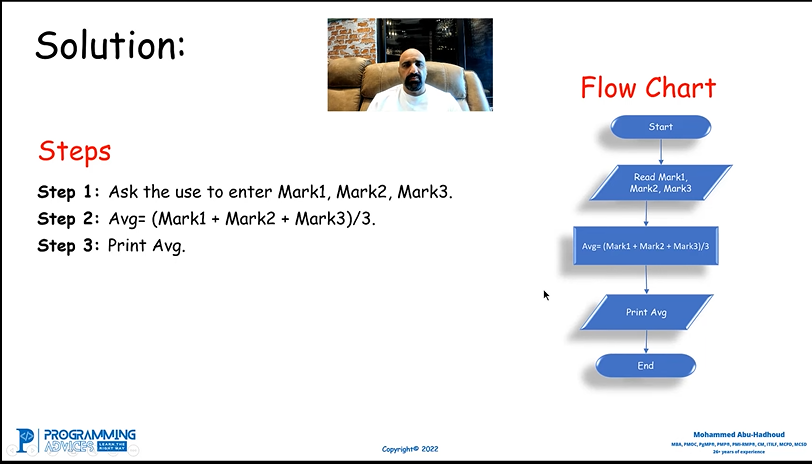 Solution:
Flow Chart
Start
Read Mark1,
Mark2, Mark3
Avg= (Mark1 + Mark2 + Mark3)/3
Print Avg
End
Steps
Step 1: Ask the use to enter Mark1, Mark2, Mark3.
Step 2: Avg= (Mark1 + Mark2 + Mark3)/3.
Step 3: Print Avg.
PROGRAMMING
ADVICES
LEARN THE
RIGHT WAY
Copyright© 2022
Mohammed Abu-Hadhoud
MBA, PMOC, PgMP®, PMP®, PMI-RMP®, CM, ITILF, MCPD, MCSD
26+ years of experience